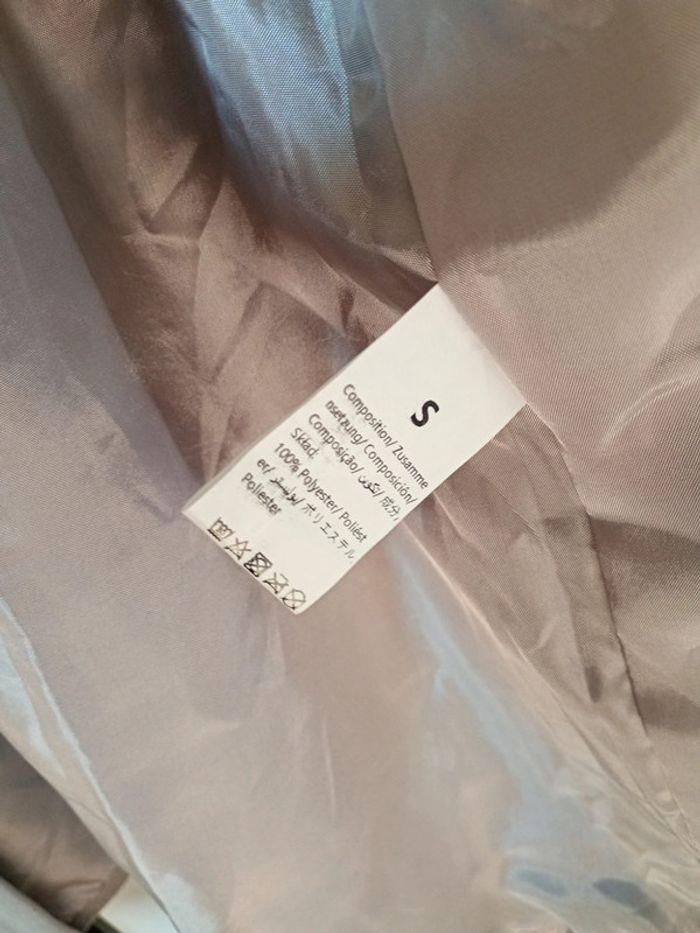 S
Composition/ Zusamme
nsetzung/ Composición/
Composição/ تكوين/ 成分,
Skład:
100% Polyester/ Poliést
er/ بوليستر/ ポリエステル,
Poliester